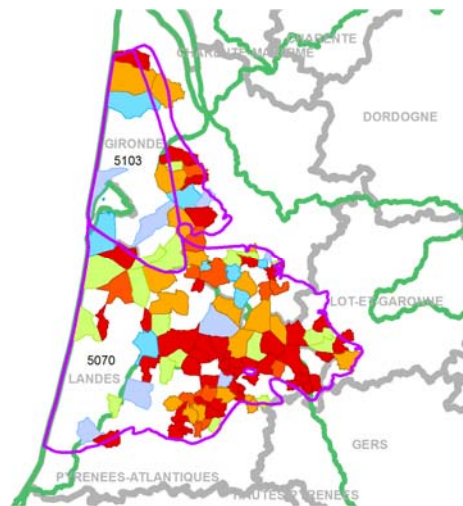 CHARENTE
CHARENTE-MARITIME
DORDOGNE
GIRONDE
5103
LOT-ET-GARONNE
5070
LANDES
GERS
PYRENEES-ATLANTIQUES
HAUTES-PYRENEES